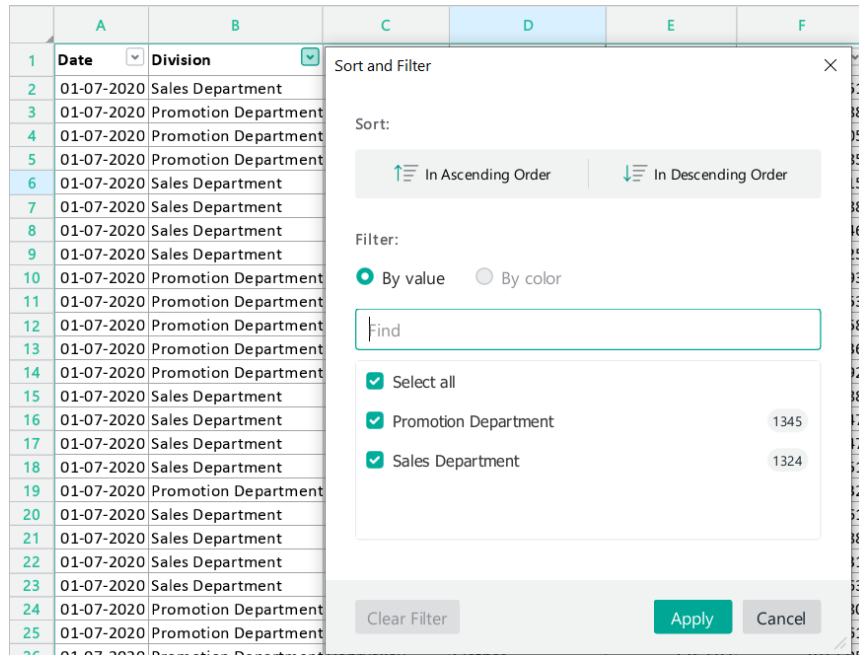 A B C D E F
1 Date Division
Sort and Filter
2 01-07-2020 Sales Department
3 01-07-2020 Promotion Department
Sort:
4 01-07-2020 Promotion Department
5 01-07-2020 Promotion Department
In Ascending Order In Descending Order
6 01-07-2020 Sales Department
7 01-07-2020 Sales Department
8 01-07-2020 Sales Department
Filter:
9 01-07-2020 Sales Department
10 01-07-2020 Promotion Department
By value By color
11 01-07-2020 Promotion Department
12 01-07-2020 Promotion Department
Find
13 01-07-2020 Promotion Department
14 01-07-2020 Promotion Department
Select all
15 01-07-2020 Sales Department
16 01-07-2020 Sales Department
Promotion Department 1345
17 01-07-2020 Sales Department
18 01-07-2020 Sales Department
Sales Department 1324
19 01-07-2020 Promotion Department
20 01-07-2020 Sales Department
21 01-07-2020 Sales Department
22 01-07-2020 Sales Department
23 01-07-2020 Sales Department
24 01-07-2020 Promotion Department
Clear Filter Apply Cancel
25 01-07-2020 Promotion Department
26 01-07-2020 Promotion Department